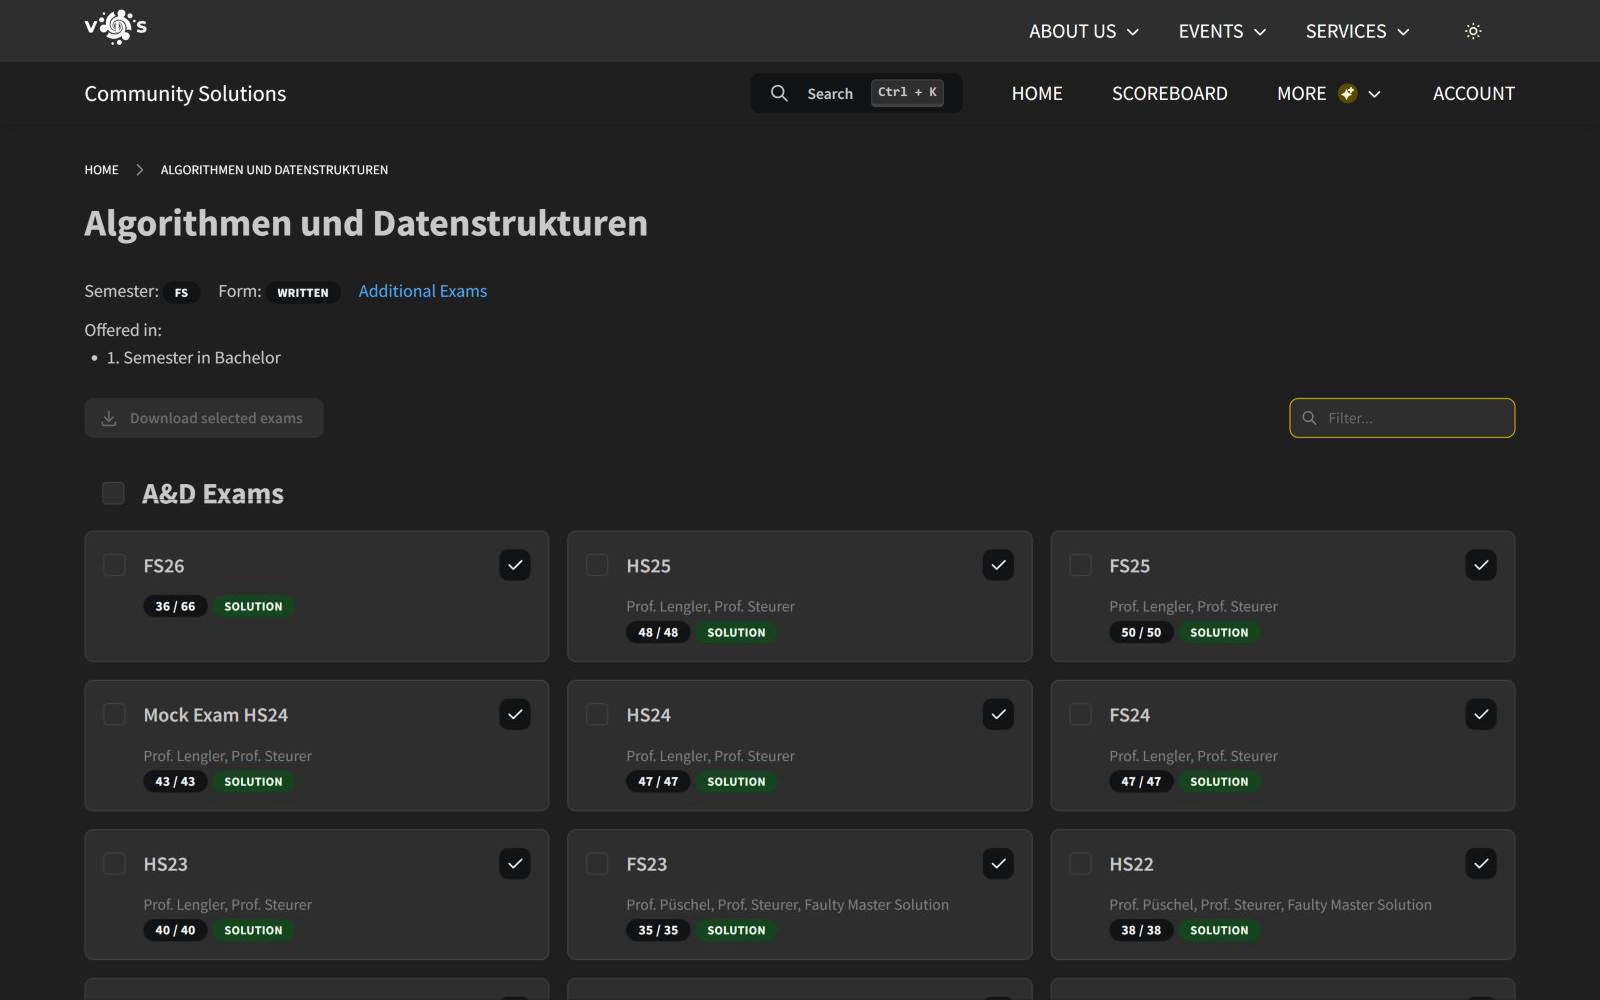 vos
ABOUT US
EVENTS
SERVICES
Community Solutions
Search
Ctrl + K
HOME
SCOREBOARD
MORE
ACCOUNT
HOME
ALGORITHMEN UND DATENSTRUKTUREN
Algorithmen und Datenstrukturen
Semester: FS Form: WRITTEN Additional Exams
Offered in:
• 1. Semester in Bachelor
Download selected exams
Filter...
A&D Exams
FS26
36 / 66 SOLUTION
HS25
Prof. Lengler, Prof. Steurer
48 / 48 SOLUTION
FS25
Prof. Lengler, Prof. Steurer
50 / 50 SOLUTION
Mock Exam HS24
Prof. Lengler, Prof. Steurer
43 / 43 SOLUTION
HS24
Prof. Lengler, Prof. Steurer
47 / 47 SOLUTION
FS24
Prof. Lengler, Prof. Steurer
47 / 47 SOLUTION
HS23
Prof. Lengler, Prof. Steurer
40 / 40 SOLUTION
FS23
Prof. Püschel, Prof. Steurer, Faulty Master Solution
35 / 35 SOLUTION
HS22
Prof. Püschel, Prof. Steurer, Faulty Master Solution
38 / 38 SOLUTION